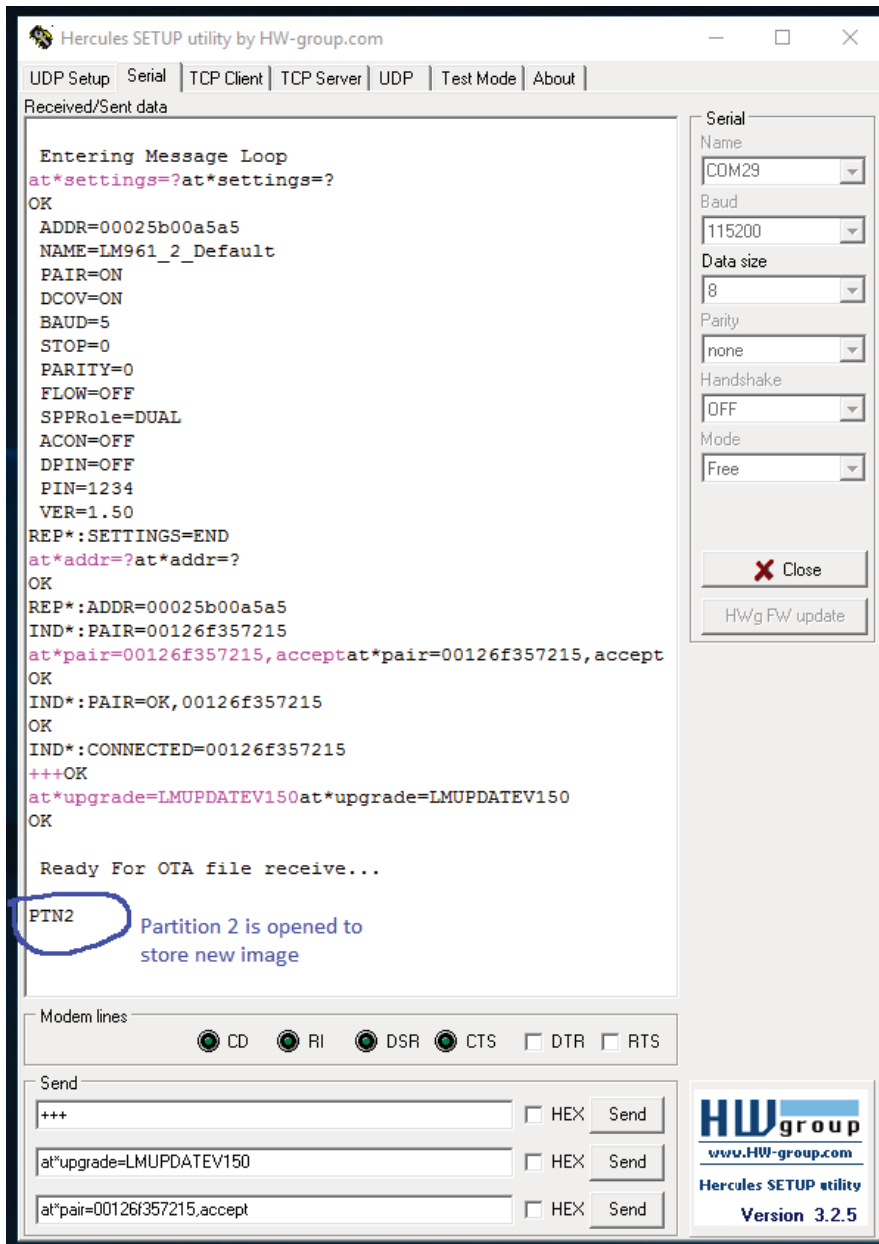 Hercules SETUP utility by HW-group.com
UDP Setup Serial TCP Client TCP Server UDP Test Mode About
Received/Sent data
Entering Message Loop
at*settings=?at*settings=?
OK
ADDR=00025b00a5a5
NAME=LM961_2_Default
PAIR=ON
DCOV=ON
BAUD=5
STOP=0
PARITY=0
FLOW=OFF
SPPRole=DUAL
ACON=OFF
DPIN=OFF
PIN=1234
VER=1.50
REP*:SETTINGS=END
at*addr=?at*addr=?
OK
REP*:ADDR=00025b00a5a5
IND*:PAIR=00126f357215
at*pair=00126f357215,acceptat*pair=00126f357215,accept
OK
IND*:PAIR=OK,00126f357215
OK
IND*:CONNECTED=00126f357215
+++OK
at*upgrade=LMUPDATEV150at*upgrade=LMUPDATEV150
OK
Ready For OTA file receive...
PTN2
Partition 2 is opened to
store new image
Serial
Name
COM29
Baud
115200
Data size
8
Parity
none
Handshake
OFF
Mode
Free
Close
HWg FW update
Modem lines
CD RI DSR CTS DTR RTS
Send
+++ HEX Send
at*upgrade=LMUPDATEV150 HEX Send
at*pair=00126f357215,accept HEX Send
HWgroup
www.HW-group.com
Hercules SETUP utility
Version 3.2.5